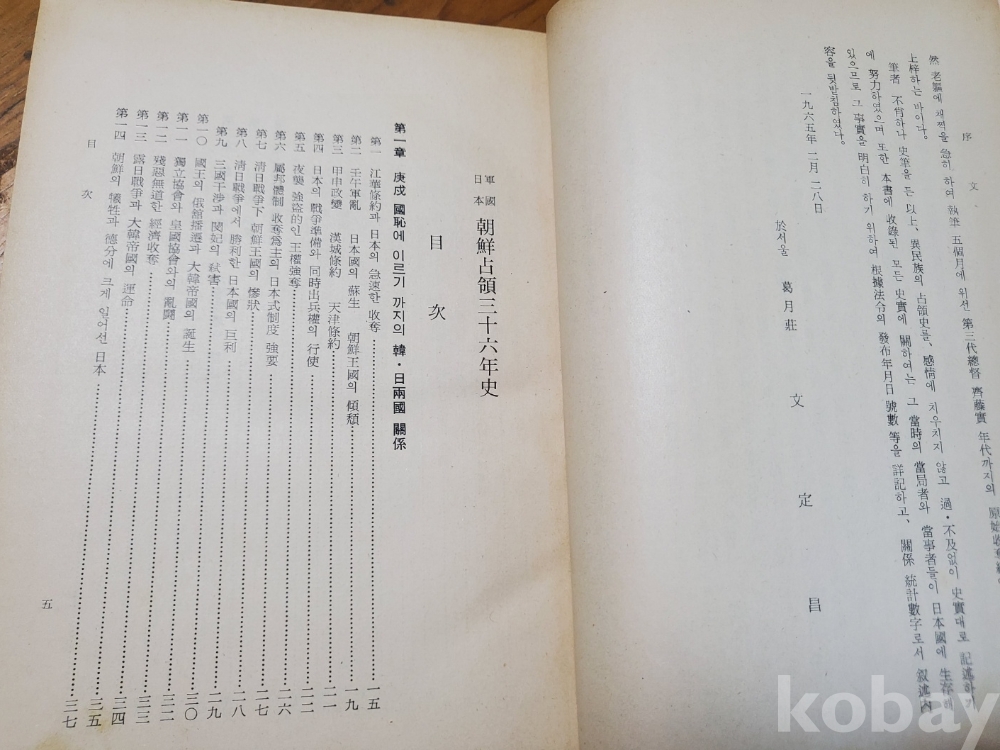 序 文
然 老軀에 채찍을 急히 하여 執筆 五個月에 위선 第三代總督 齊藤實 年代까지의
上梓하는 바이다.
筆者 不肖하나 史筆을 든 以上、異民族의 占領史를、感情에 치우치지 않고 過・不及없이 史實대로 記述하기
에 努力하였으며 또한 本書에 收錄된 모든 史實에 關하여는 그 當時의 當局者와 當事者들이 日本國에 生存해
있으므로 그 事實을 明白히 하기 위하여 根據法令의 發布年月日 號數 等을 詳記하고、關係 統計數字로서 叙述內
容을 뒷받침하였다.
一九六五年 二月 二八日
於서울 葛月莊 文 定 昌
軍國日本 朝鮮占領三十六年史
目 次
第一章 庚戌 國恥에 이르기 까지의 韓・日兩國 關係
第一 江華條約과 日本의 急速한 收奪……一五
第二 壬午軍亂 日本國의 蘇生 朝鮮王國의 傾頹……一九
第三 甲申政變 漢城條約 天津條約……二一
第四 日本의 戰爭準備와 同時出兵權의 行使……二二
第五 夜襲 強盜的인 王權強奪……二四
第六 屬邦體制 收奪爲主의 日本式制度 強要……二六
第七 淸日戰爭下 朝鮮王國의 慘狀……二七
第八 淸日戰爭에서 勝利한 日本國의 巨利……二八
第九 三國干涉과 閔妃의 弑害……二九
第一〇 國王의 俄館播遷과 大韓帝國의 誕生……三〇
第一一 獨立協會와 皇國協會와의 亂鬪……三二
第一二 殘惡無道한 經濟收奪……三三
第一三 露日戰爭과 大韓帝國의 運命……三四
第一四 朝鮮의 犧牲과 德分에 크게 일어선 日本……三五
……三七
目 次
五
kobay